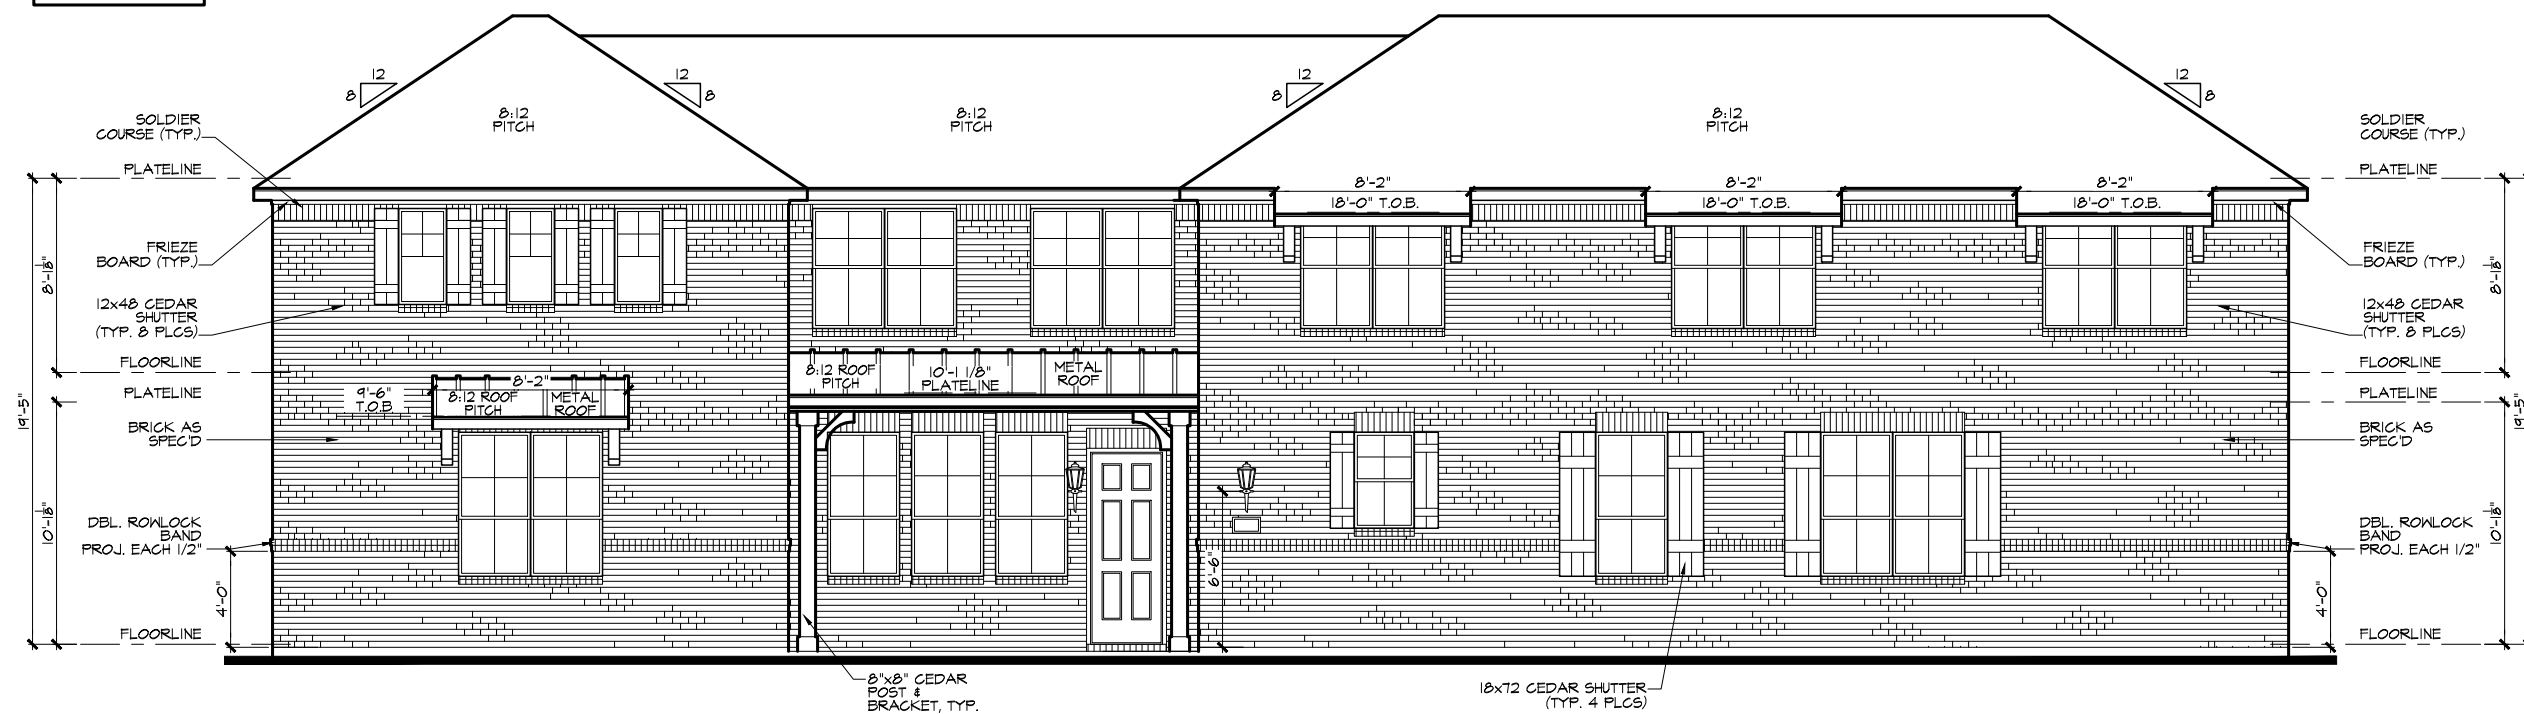 12
8
12
8
12
8
12
8
8:12
PITCH
8:12
PITCH
8:12
PITCH
SOLDIER
COURSE (TYP.)
PLATELINE
FRIEZE
BOARD (TYP.)
12x48 CEDAR
SHUTTER
(TYP. 8 PLCS)
FLOORLINE
PLATELINE
BRICK AS
SPEC'D
DBL. ROWLOCK
BAND
PROJ. EACH 1/2"
FLOORLINE
19'-5"
10'-1⅛"
8'-1⅛"
4'-0"
9'-6"
T.O.B.
8'-2"
8:12 ROOF
PITCH
METAL
ROOF
8:12 ROOF
PITCH
10'-1 1/8"
PLATELINE
METAL
ROOF
8'-2"
18'-0" T.O.B.
8'-2"
18'-0" T.O.B.
8'-2"
18'-0" T.O.B.
6'-6"
8"x8" CEDAR
POST &
BRACKET, TYP.
18x72 CEDAR SHUTTER
(TYP. 4 PLCS)
SOLDIER
COURSE (TYP.)
PLATELINE
FRIEZE
BOARD (TYP.)
12x48 CEDAR
SHUTTER
(TYP. 8 PLCS)
FLOORLINE
PLATELINE
BRICK AS
SPEC'D
DBL. ROWLOCK
BAND
PROJ. EACH 1/2"
FLOORLINE
4'-0"
8'-1⅛"
10'-1⅛"
19'-5"